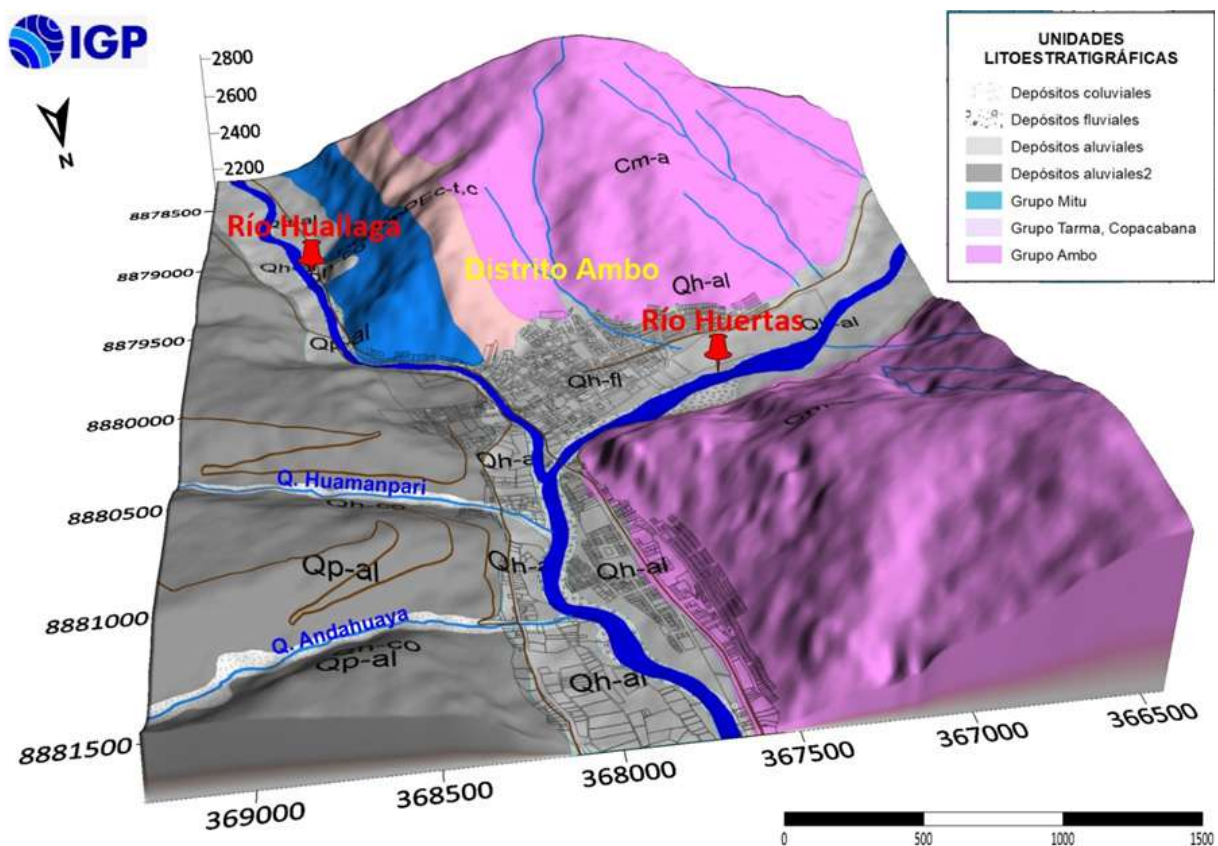 IGP
N
2800
2600
2400
2200
8878500
8879000
8879500
8880000
8880500
8881000
8881500
369000
368500
368000
367500
367000
366500
UNIDADES
LITOESTRATIGRÁFICAS
Depósitos coluviales
Depósitos fluviales
Depósitos aluviales
Depósitos aluviales2
Grupo Mitu
Grupo Tarma, Copacabana
Grupo Ambo
Río Huallaga
Cm-a
Distrito Ambo
Qh-al
Río Huertas
Qp-al
Qh-fl
Q. Huamanpari
Qh-co
Qp-al
Qh-al
Q. Andahuaya
Qh-co
Qp-al
Qh-al
0
500
1000
1500